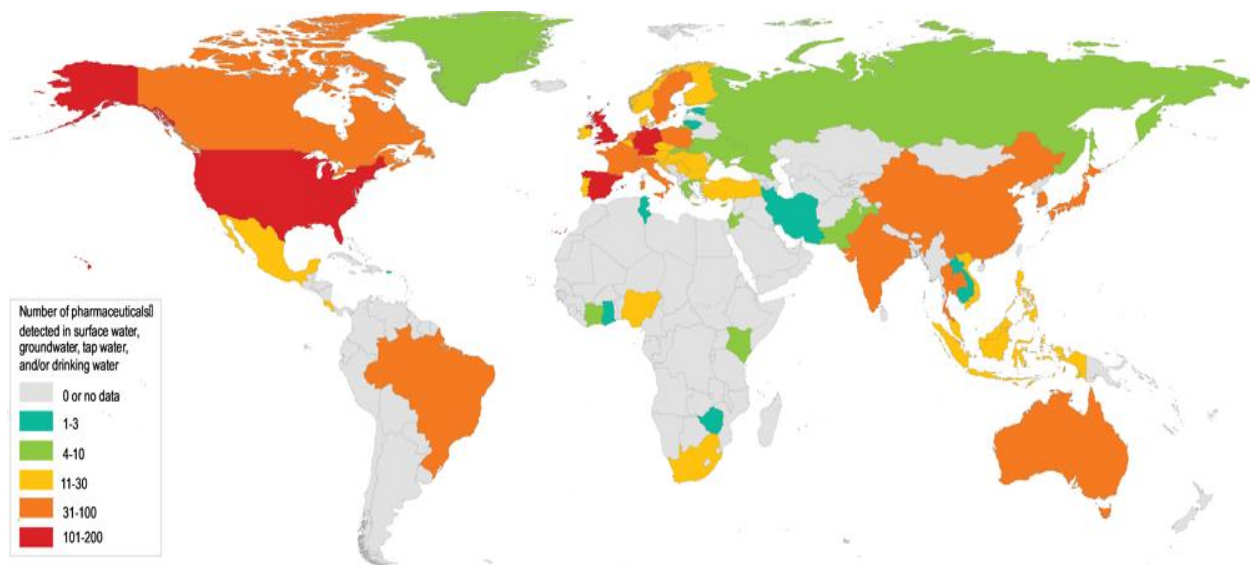 Number of pharmaceuticals
detected in surface water,
groundwater, tap water,
and/or drinking water
0 or no data
1-3
4-10
11-30
31-100
101-200